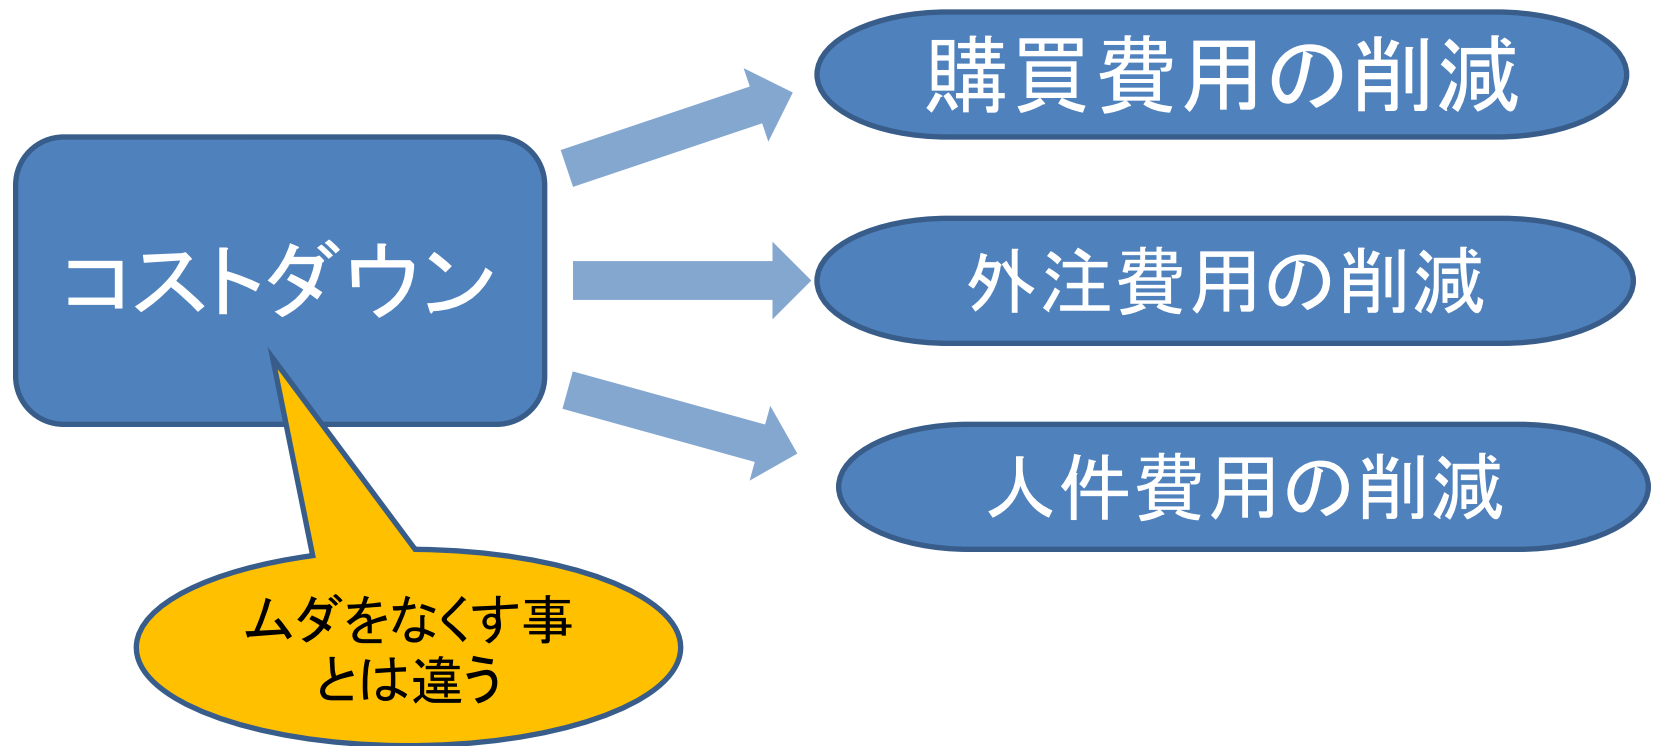 購買費用の削減
コストダウン
外注費用の削減
人件費用の削減
ムダをなくす事
とは違う